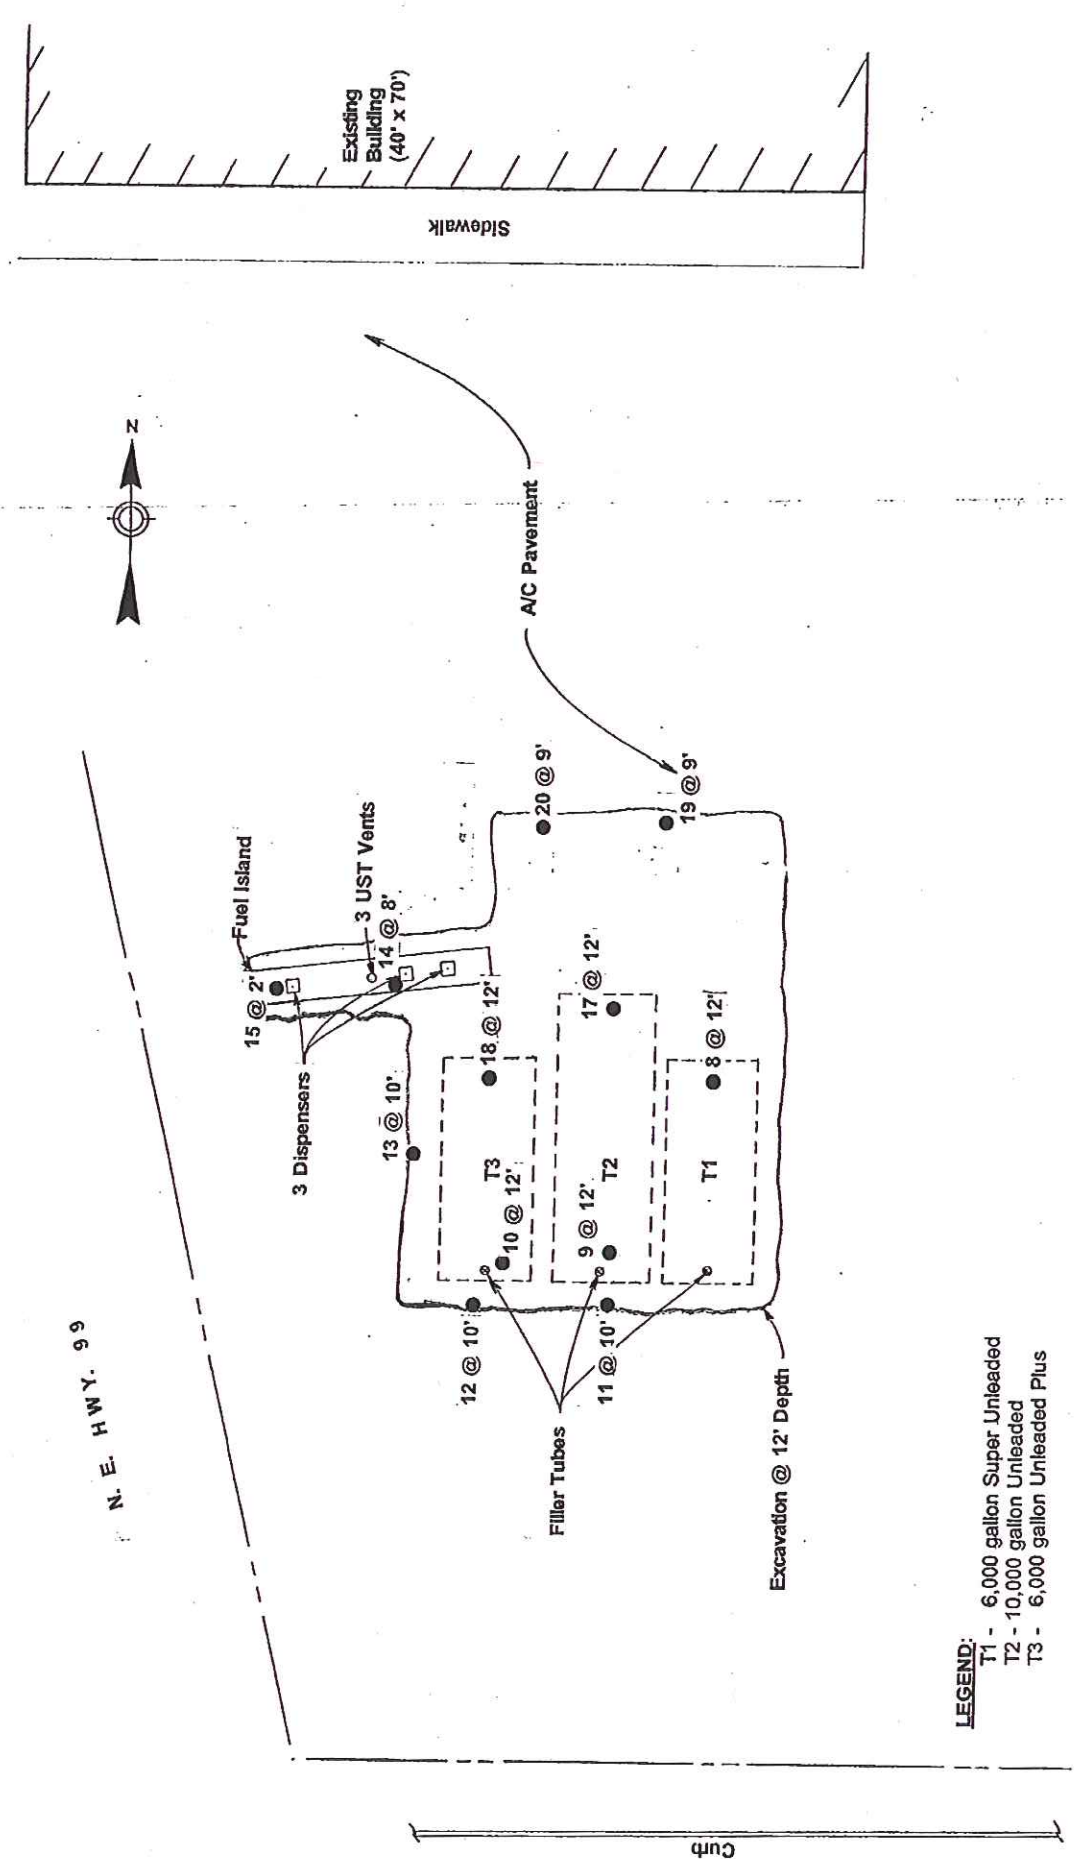 N. E. HWY. 99
N
Existing
Building
(40' x 70')
Sidewalk
A/C Pavement
Fuel Island
3 UST Vents
15 @ 2'
14 @ 8'
20 @ 9'
19 @ 9'
3 Dispensers
13 @ 10'
18 @ 12'
17 @ 12'
8 @ 12'
T3
10 @ 12'
T2
9 @ 12'
T1
12 @ 10'
11 @ 10'
Filler Tubes
Excavation @ 12' Depth
Curb
LEGEND:
T1 - 6,000 gallon Super Unleaded
T2 - 10,000 gallon Unleaded
T3 - 6,000 gallon Unleaded Plus